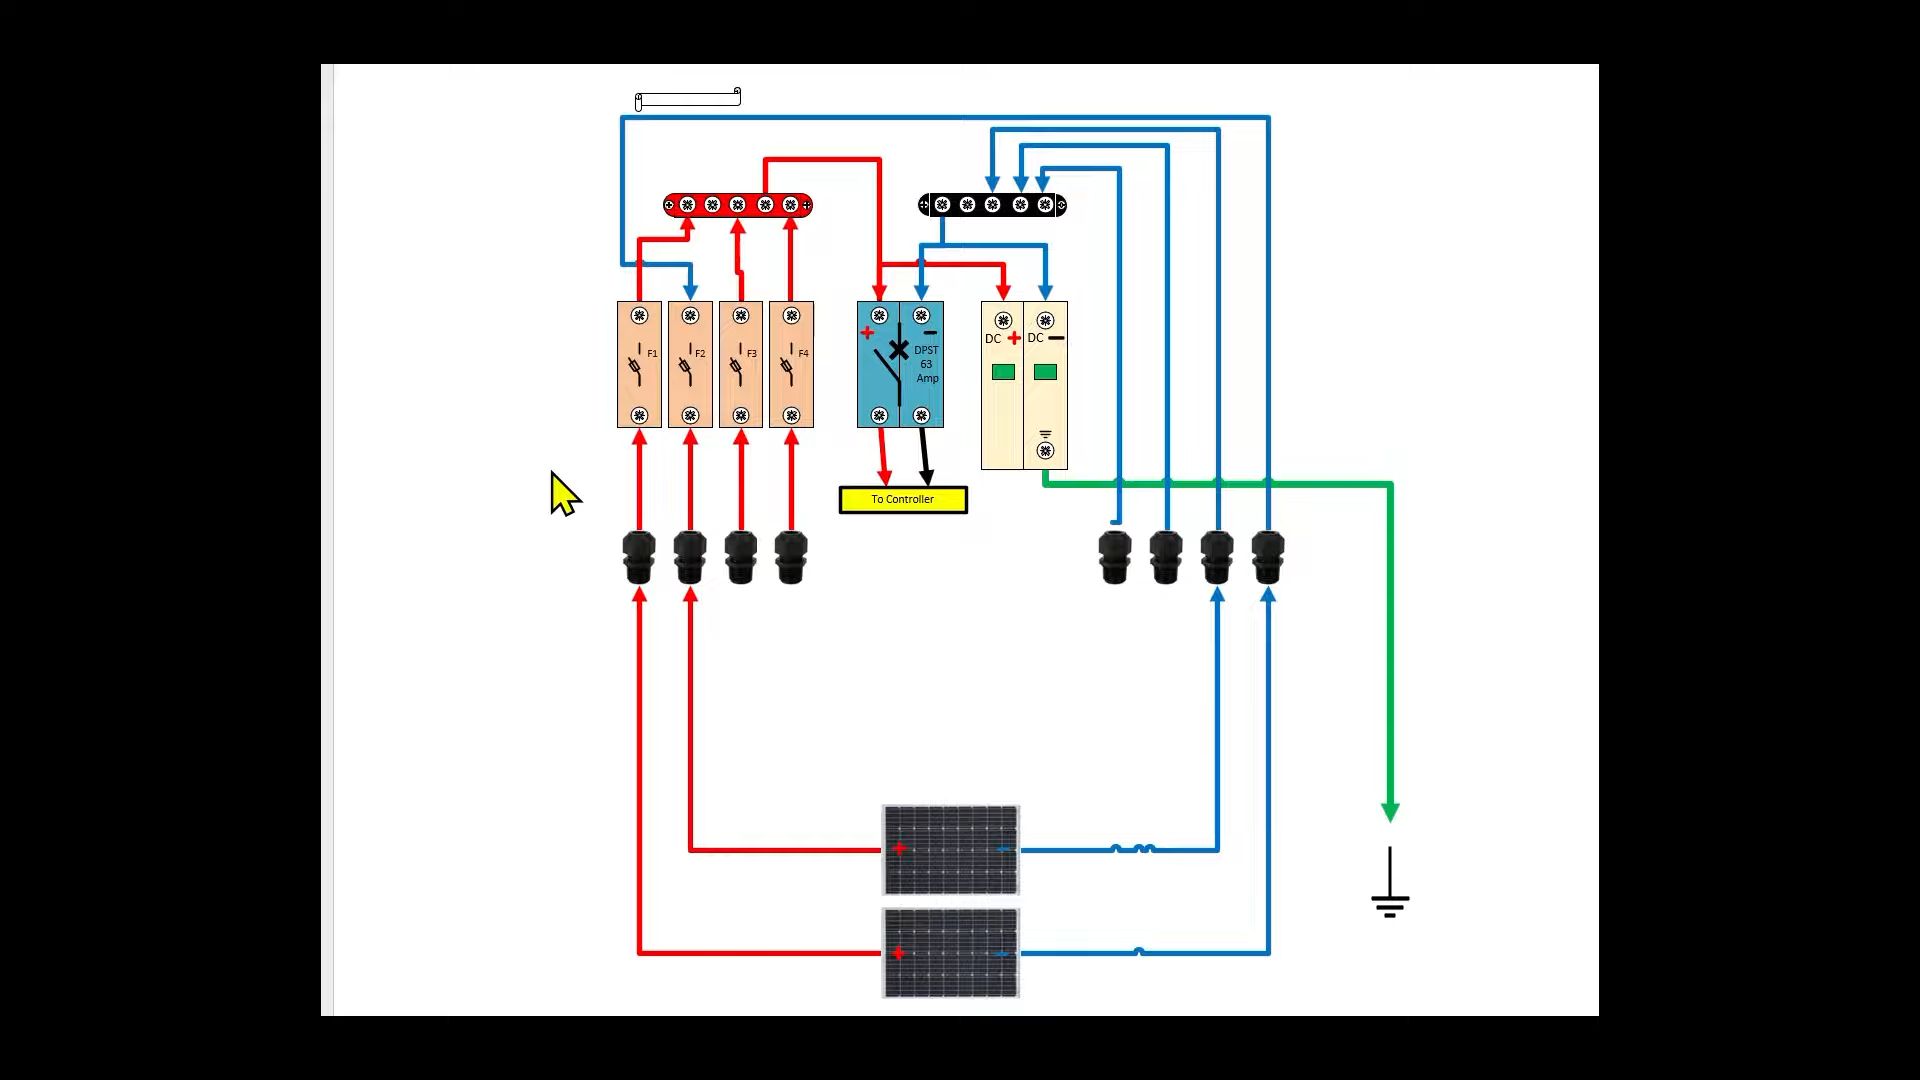 F1
F2
F3
F4
+
DPST
63
Amp
DC +
DC
To Controller
+
+